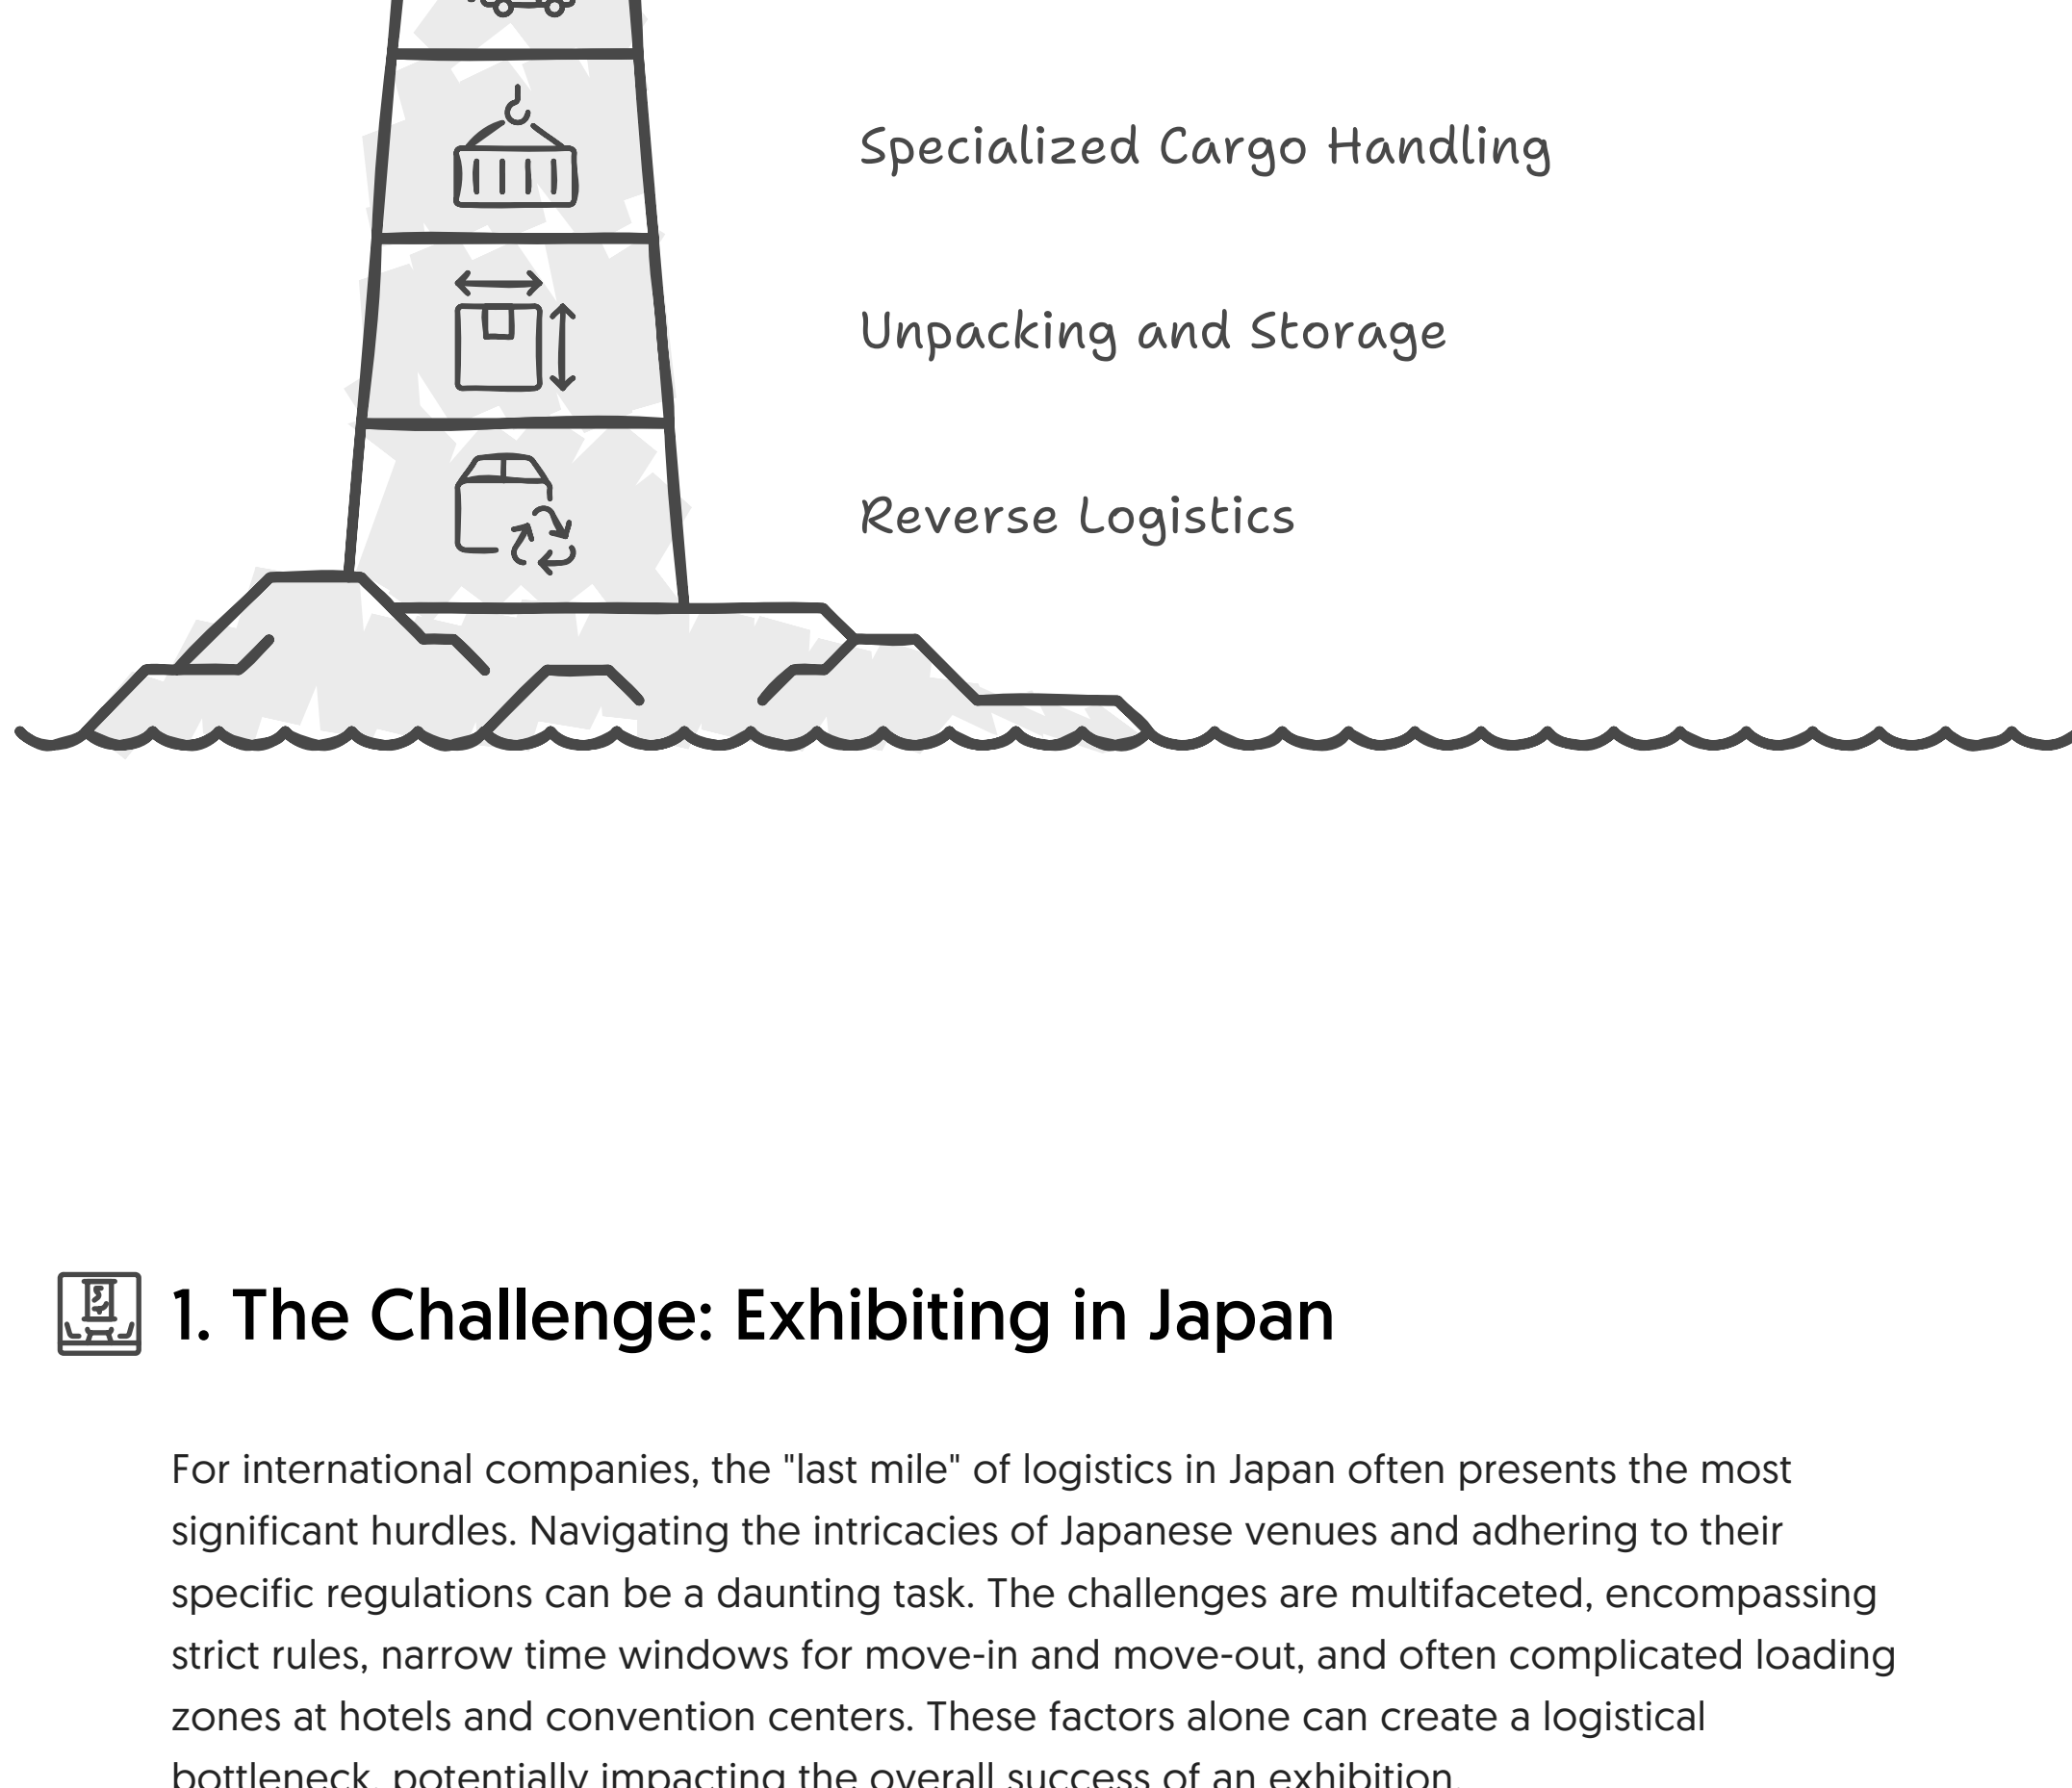 Specialized Cargo Handling
Unpacking and Storage
Reverse Logistics
1. The Challenge: Exhibiting in Japan
For international companies, the "last mile" of logistics in Japan often presents the most
significant hurdles. Navigating the intricacies of Japanese venues and adhering to their
specific regulations can be a daunting task. The challenges are multifaceted, encompassing
strict rules, narrow time windows for move-in and move-out, and often complicated loading
zones at hotels and convention centers. These factors alone can create a logistical
bottleneck, potentially impacting the overall success of an exhibition.